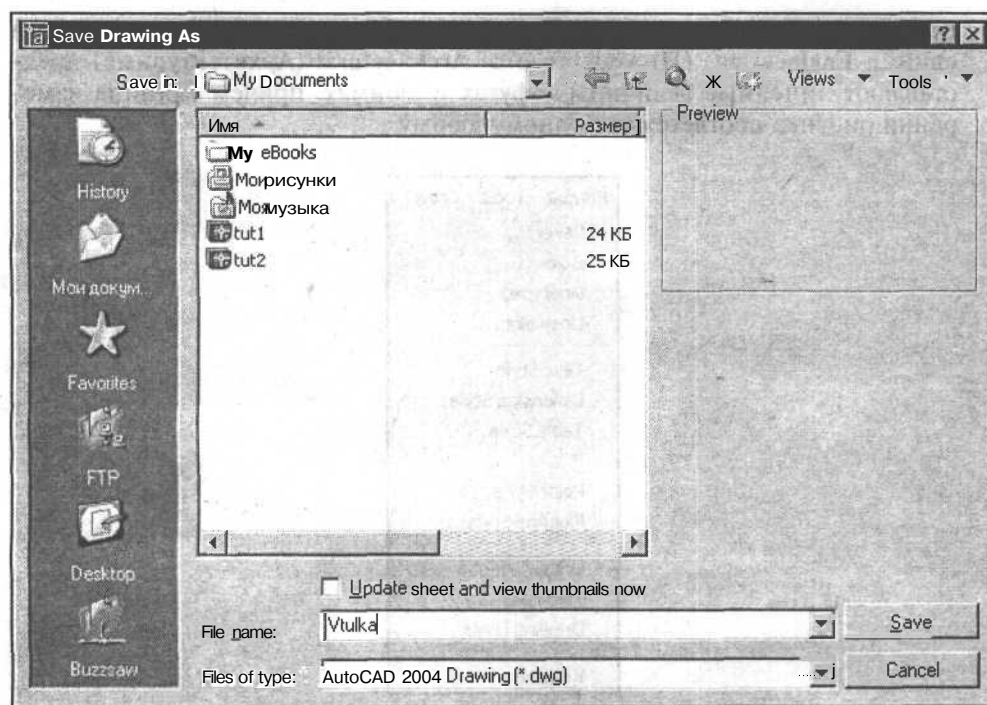 Save Drawing As
Save in: My Documents
Views Tools
Имя Размер
Preview
My eBooks
Мои рисунки
Моя музыка
tut1 24 КБ
tut2 25 КБ
History
Мои докум...
Favorites
FTP
Desktop
Buzzsaw
Update sheet and view thumbnails now
File name: Vtulka
Save
Files of type: AutoCAD 2004 Drawing (*.dwg)
Cancel